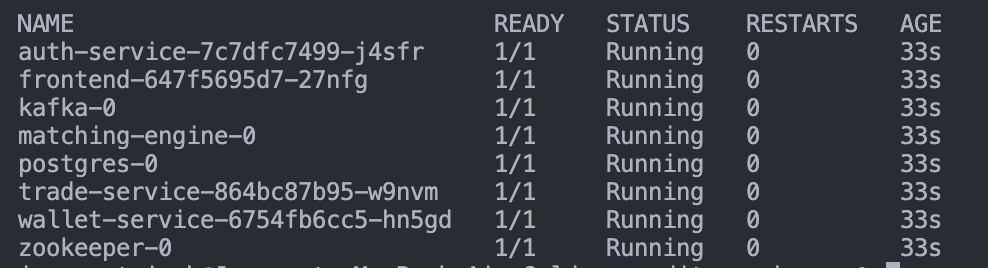 NAME READY STATUS RESTARTS AGE
auth-service-7c7dfc7499-j4sfr 1/1 Running 0 33s
frontend-647f5695d7-27nfg 1/1 Running 0 33s
kafka-0 1/1 Running 0 33s
matching-engine-0 1/1 Running 0 33s
postgres-0 1/1 Running 0 33s
trade-service-864bc87b95-w9nvm 1/1 Running 0 33s
wallet-service-6754fb6cc5-hn5gd 1/1 Running 0 33s
zookeeper-0 1/1 Running 0 33s